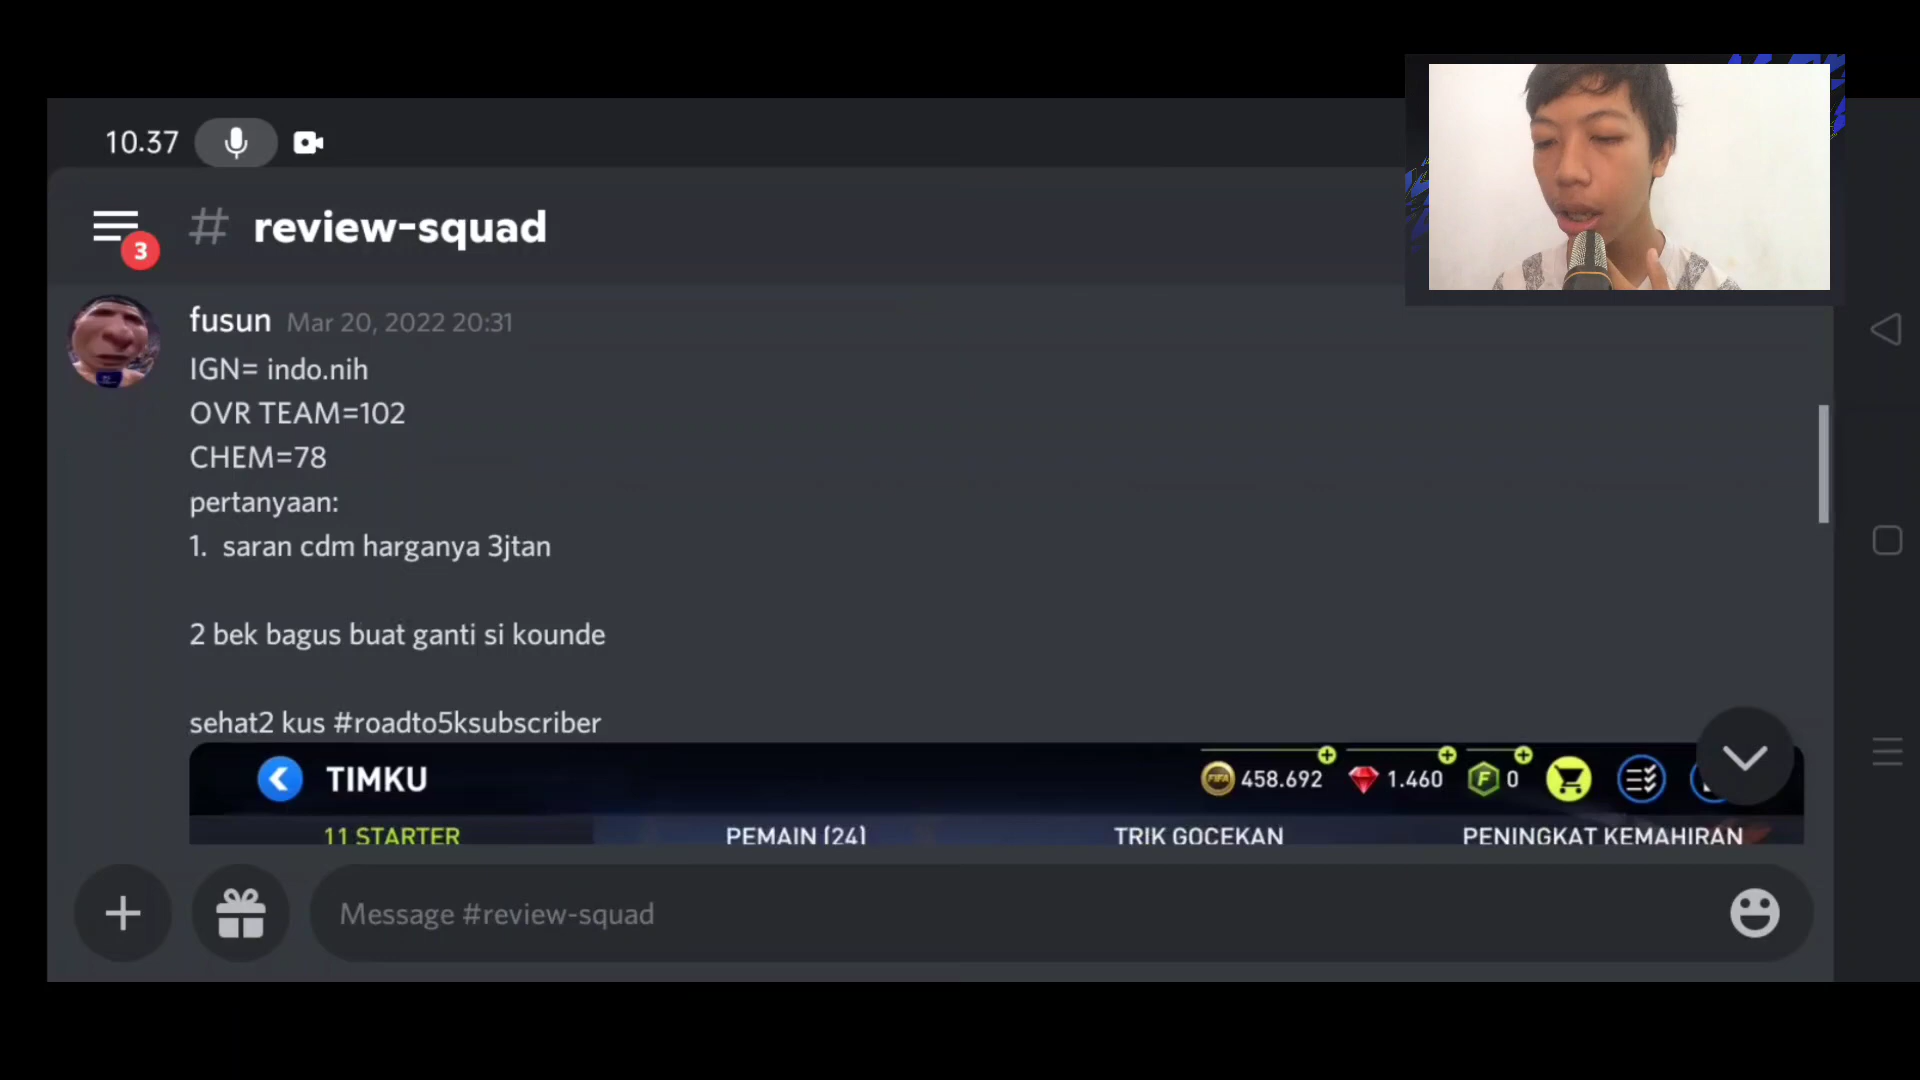 10.37
3
# review-squad
fusun Mar 20, 2022 20:31
IGN= indo.nih
OVR TEAM=102
CHEM=78
pertanyaan:
1. saran cdm harganya 3jtan
2 bek bagus buat ganti si kounde
sehat2 kus #roadto5ksubscriber
TIMKU
458.692 1.460 0
11 STARTER PEMAIN (24) TRIK GOCEKAN PENINGKAT KEMAHIRAN
Message #review-squad